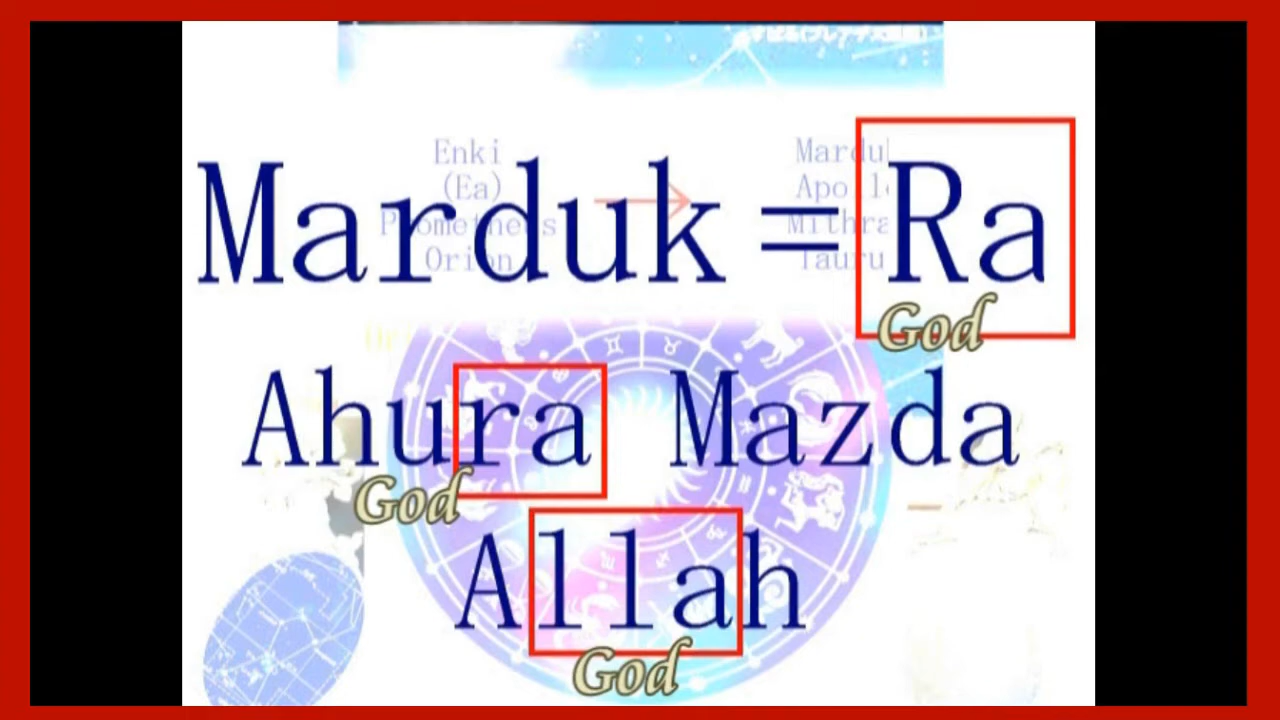 Enki
(Ea)
Prometheus
Orion
Marduk = Ra
God
Ahura Mazda
God
Allah
God